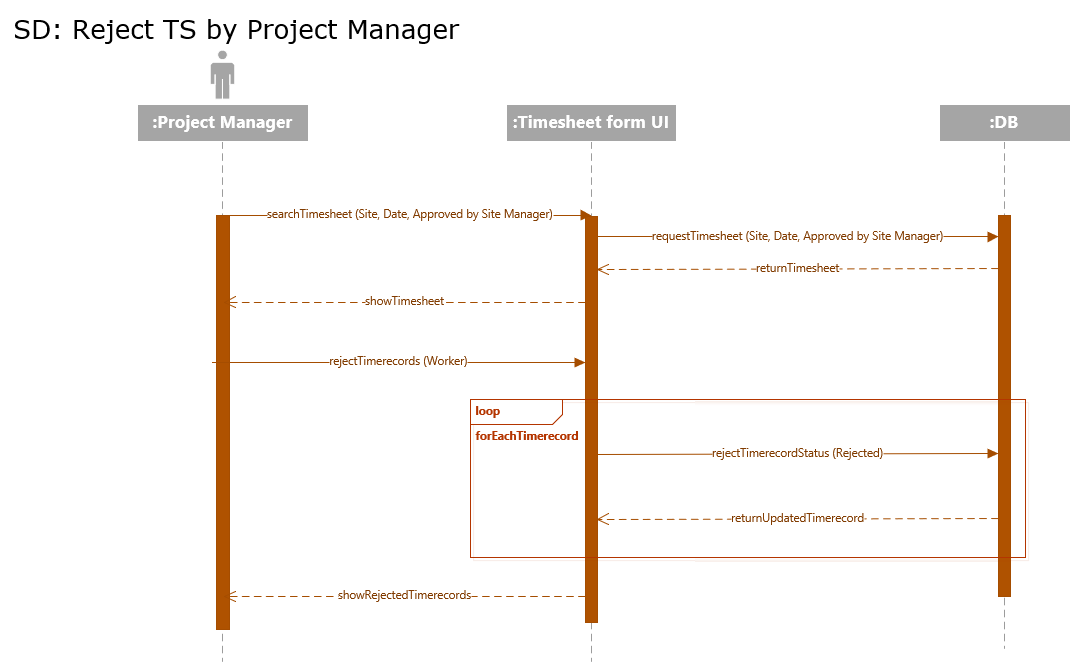 SD: Reject TS by Project Manager
:Project Manager
:Timesheet form UI
:DB
searchTimesheet (Site, Date, Approved by Site Manager)
requestTimesheet (Site, Date, Approved by Site Manager)
returnTimesheet
showTimesheet
rejectTimerecords (Worker)
loop
forEachTimerecord
rejectTimerecordStatus (Rejected)
returnUpdatedTimerecord
showRejectedTimerecords